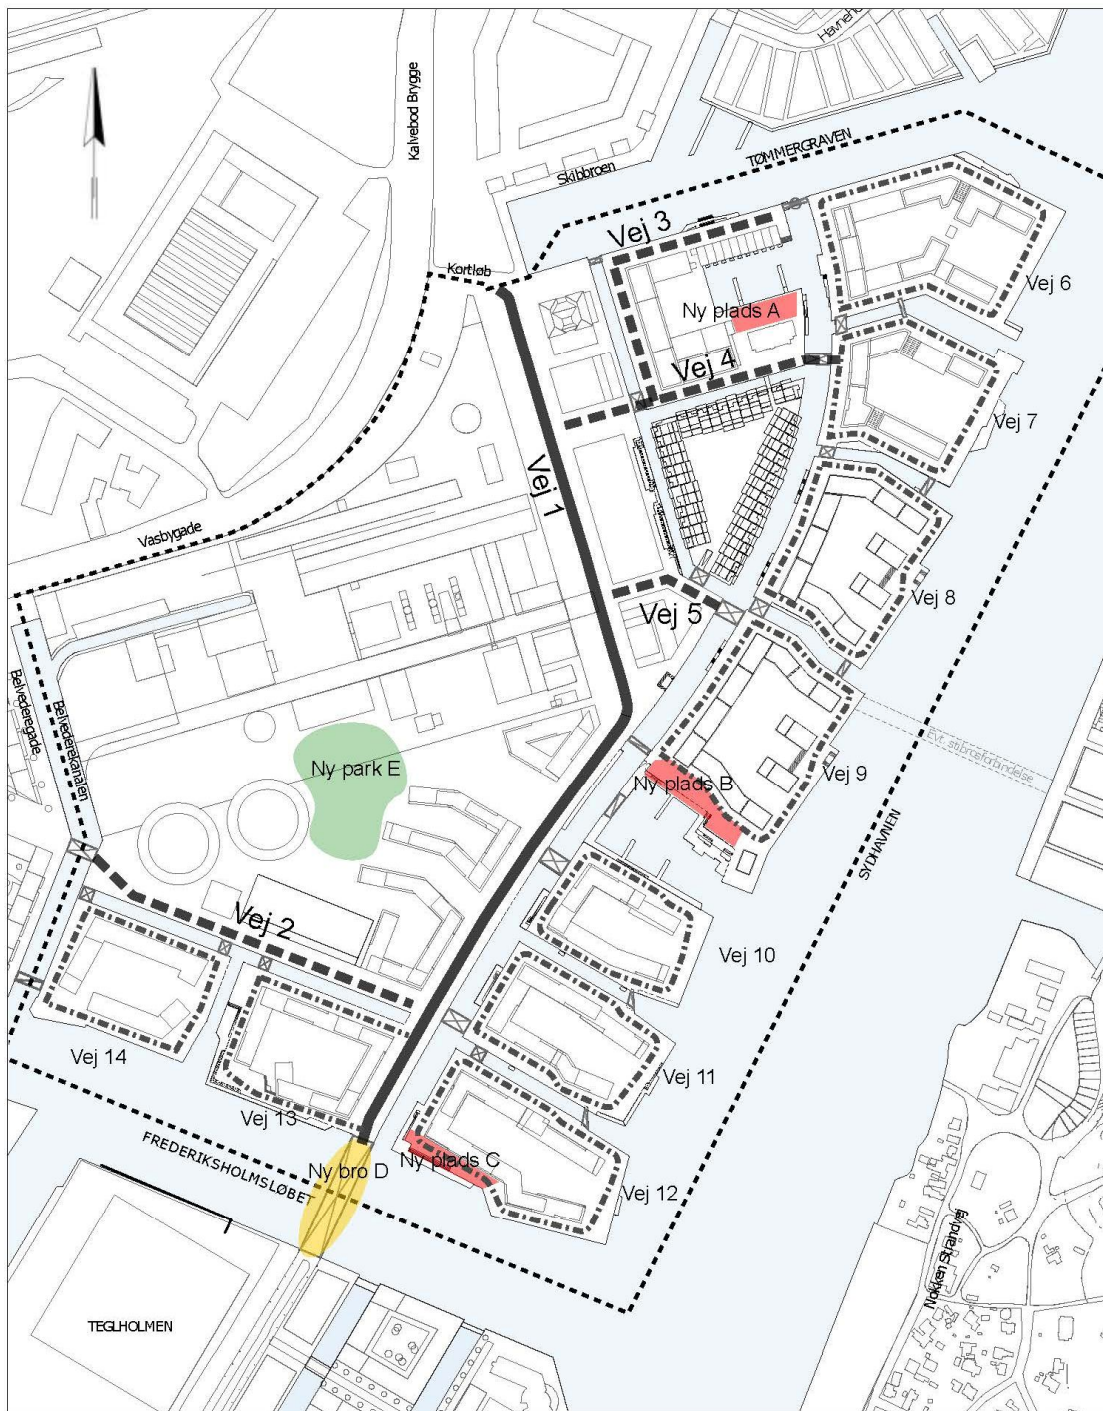 Havneho
Kalvebod Brygge
Skibbroen
TØMMERGRAVEN
Vej 3
Kortløb
Vej 6
Ny plads A
Vej 4
Vej 7
Vej 1
Vasbygade
Vej 8
Vej 5
Belvederegade
Belvederekanalen
Evt. stibroforbindelse
Ny park E
Vej 9
Ny plads B
SYDHAVNEN
Vej 2
Vej 10
Vej 14
Vej 11
Vej 13
Ny plads C
FREDERIKSHOLMSLØBET
Ny bro D
Vej 12
Nokken Strandvej
TEGLHOLMEN